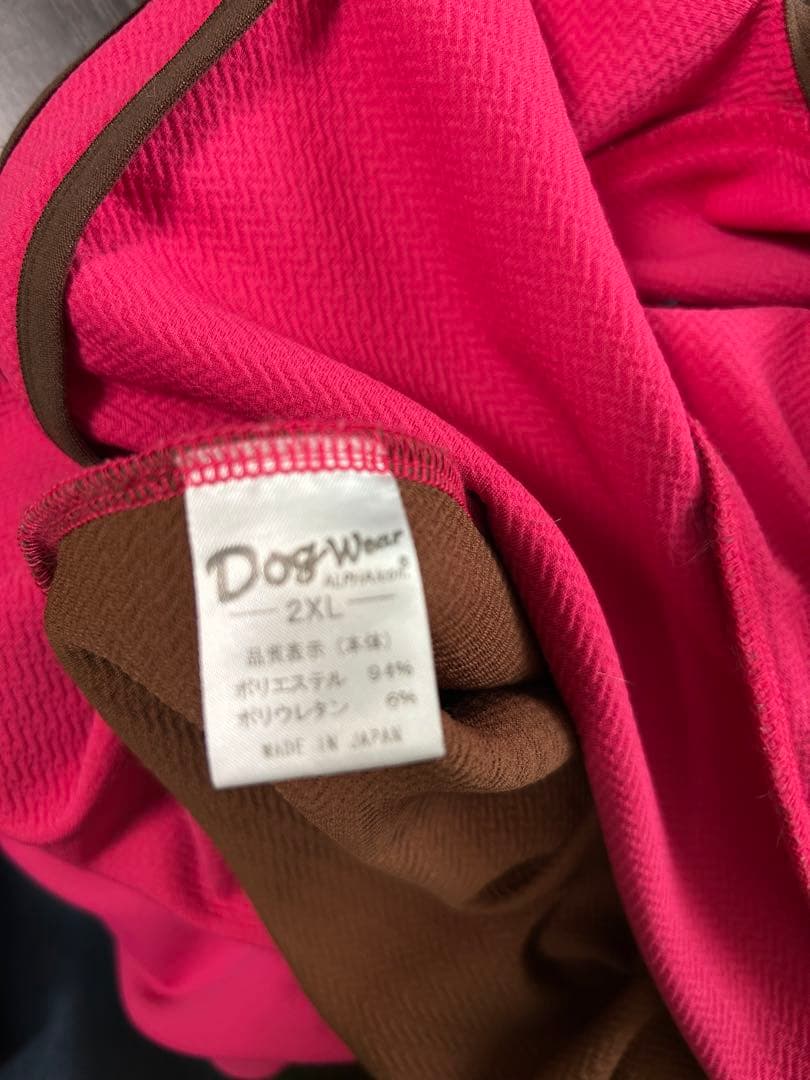 Dog Wear
ALPHAicon®
2XL
品質表示（本体）
ポリエステル 94%
ポリウレタン 6%
MADE IN JAPAN